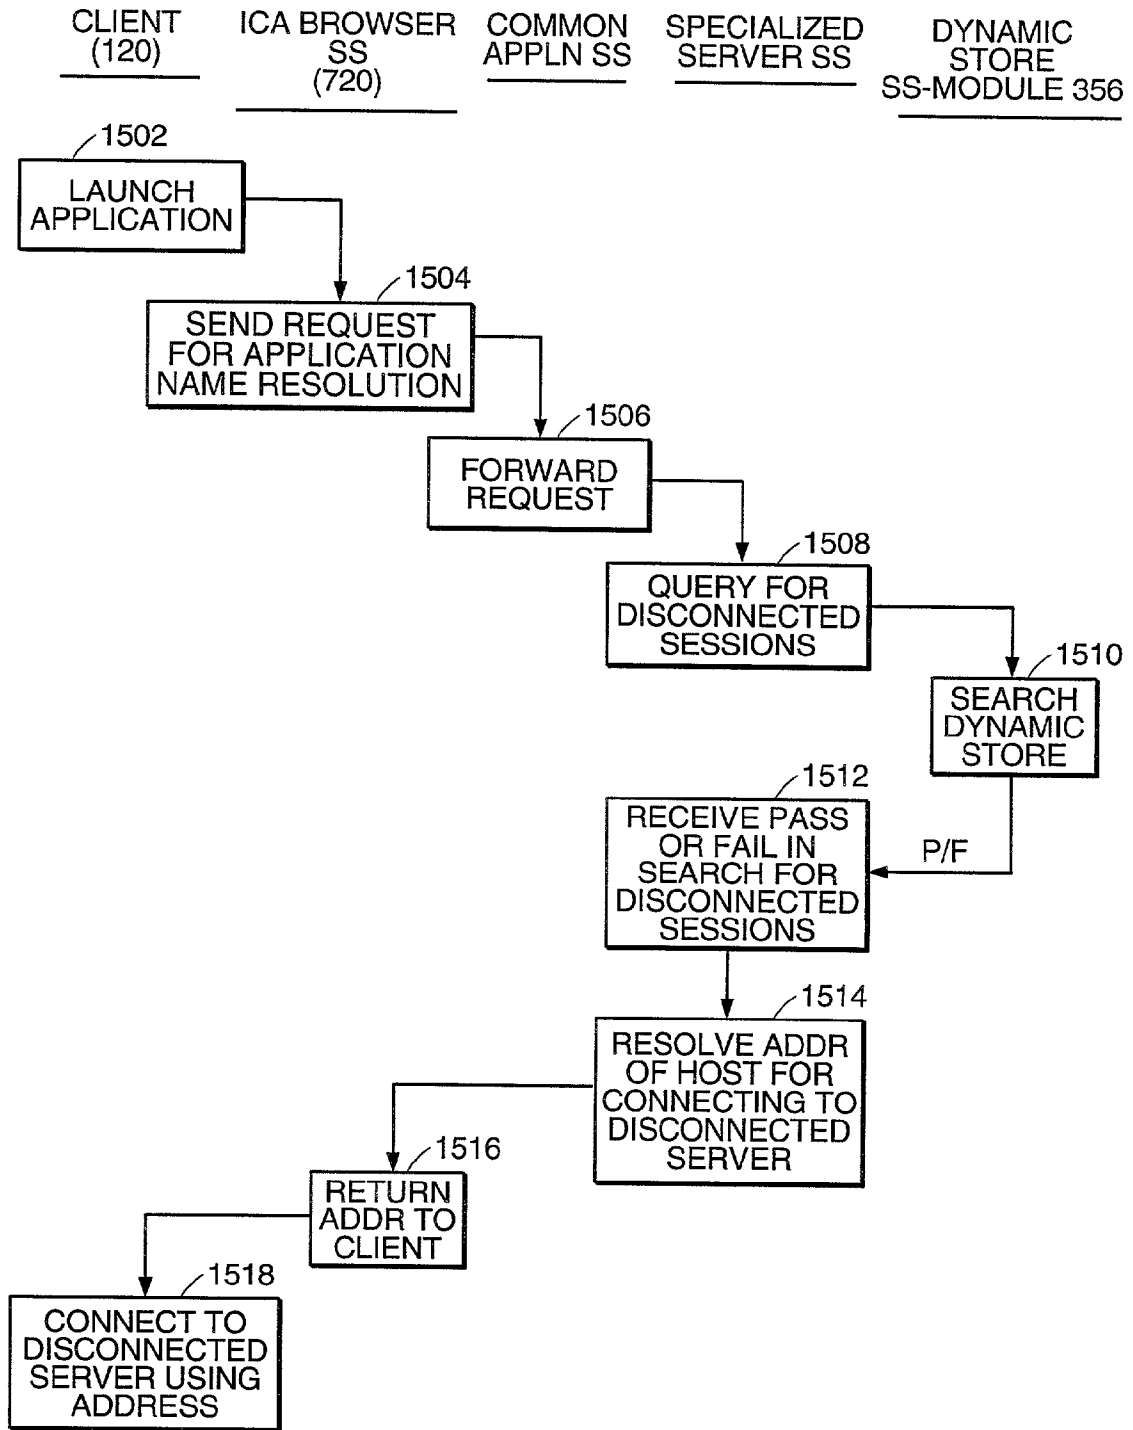 CLIENT
(120)
ICA BROWSER
SS
(720)
COMMON
APPLN SS
SPECIALIZED
SERVER SS
DYNAMIC
STORE
SS-MODULE 356
1502
LAUNCH
APPLICATION
1504
SEND REQUEST
FOR APPLICATION
NAME RESOLUTION
1506
FORWARD
REQUEST
1508
QUERY FOR
DISCONNECTED
SESSIONS
1510
SEARCH
DYNAMIC
STORE
1512
RECEIVE PASS
OR FAIL IN
SEARCH FOR
DISCONNECTED
SESSIONS
P/F
1514
RESOLVE ADDR
OF HOST FOR
CONNECTING TO
DISCONNECTED
SERVER
1516
RETURN
ADDR TO
CLIENT
1518
CONNECT TO
DISCONNECTED
SERVER USING
ADDRESS